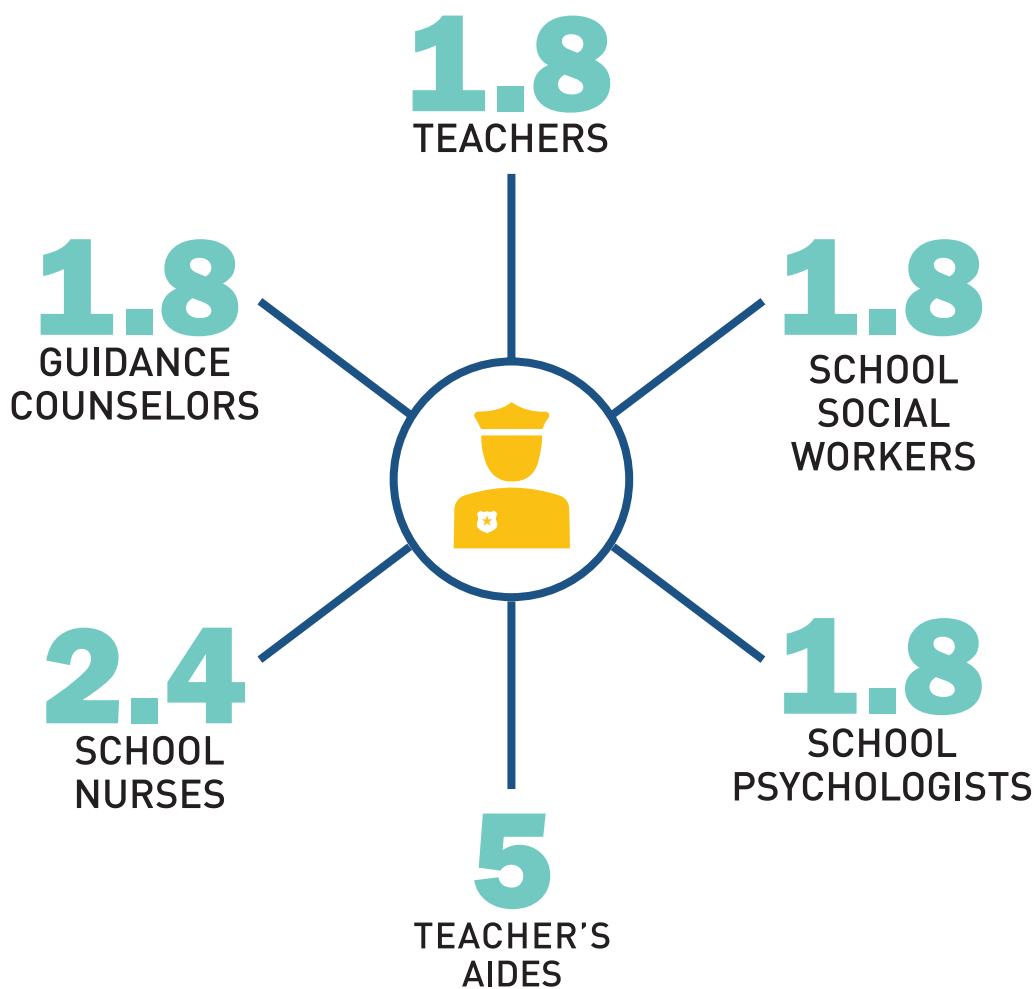 1.8
TEACHERS
1.8
GUIDANCE
COUNSELORS
1.8
SCHOOL
SOCIAL
WORKERS
2.4
SCHOOL
NURSES
1.8
SCHOOL
PSYCHOLOGISTS
5
TEACHER'S
AIDES